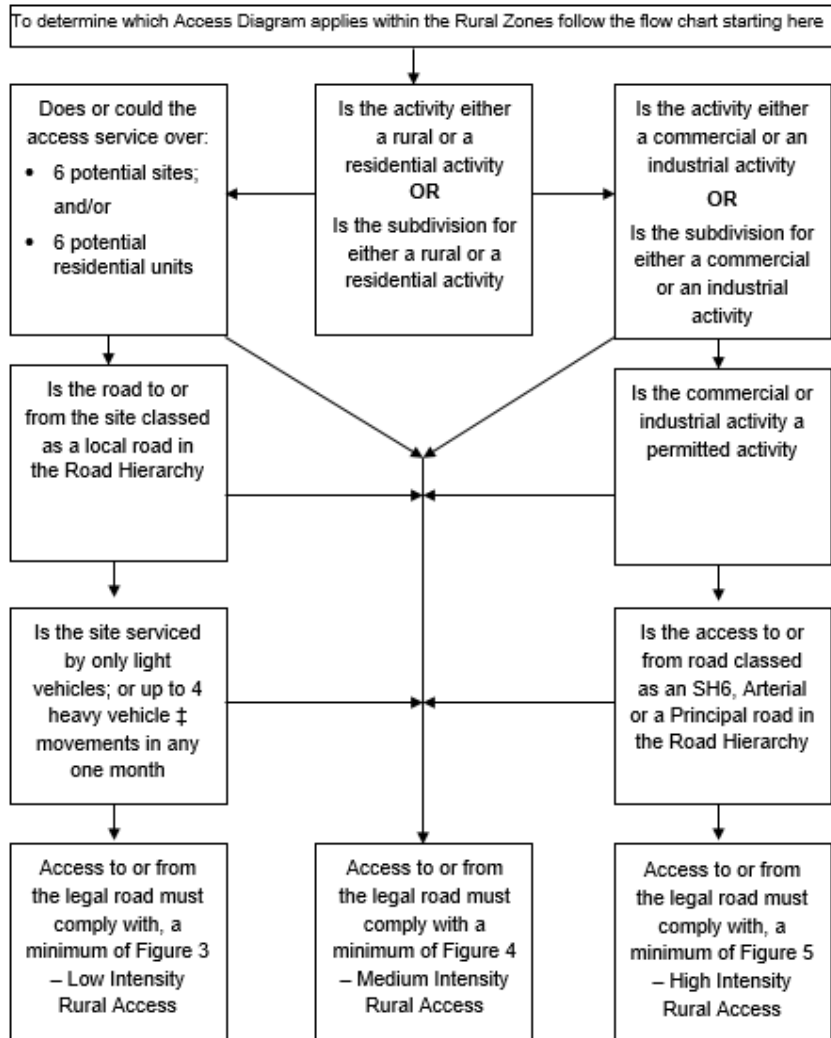 To determine which Access Diagram applies within the Rural Zones follow the flow chart starting here
Does or could the
access service over:
• 6 potential sites;
and/or
• 6 potential
residential units
Is the activity either
a rural or a
residential activity
OR
Is the subdivision for
either a rural or a
residential activity
Is the activity either
a commercial or an
industrial activity
OR
Is the subdivision for
either a commercial
or an industrial
activity
Is the road to or
from the site classed
as a local road in
the Road Hierarchy
Is the commercial or
industrial activity a
permitted activity
Is the site serviced
by only light
vehicles; or up to 4
heavy vehicle ‡
movements in any
one month
Is the access to or
from road classed
as an SH6, Arterial
or a Principal road in
the Road Hierarchy
Access to or from
the legal road must
comply with, a
minimum of Figure 3
– Low Intensity
Rural Access
Access to or from
the legal road must
comply with a
minimum of Figure 4
– Medium Intensity
Rural Access
Access to or from
the legal road must
comply with, a
minimum of Figure 5
– High Intensity
Rural Access